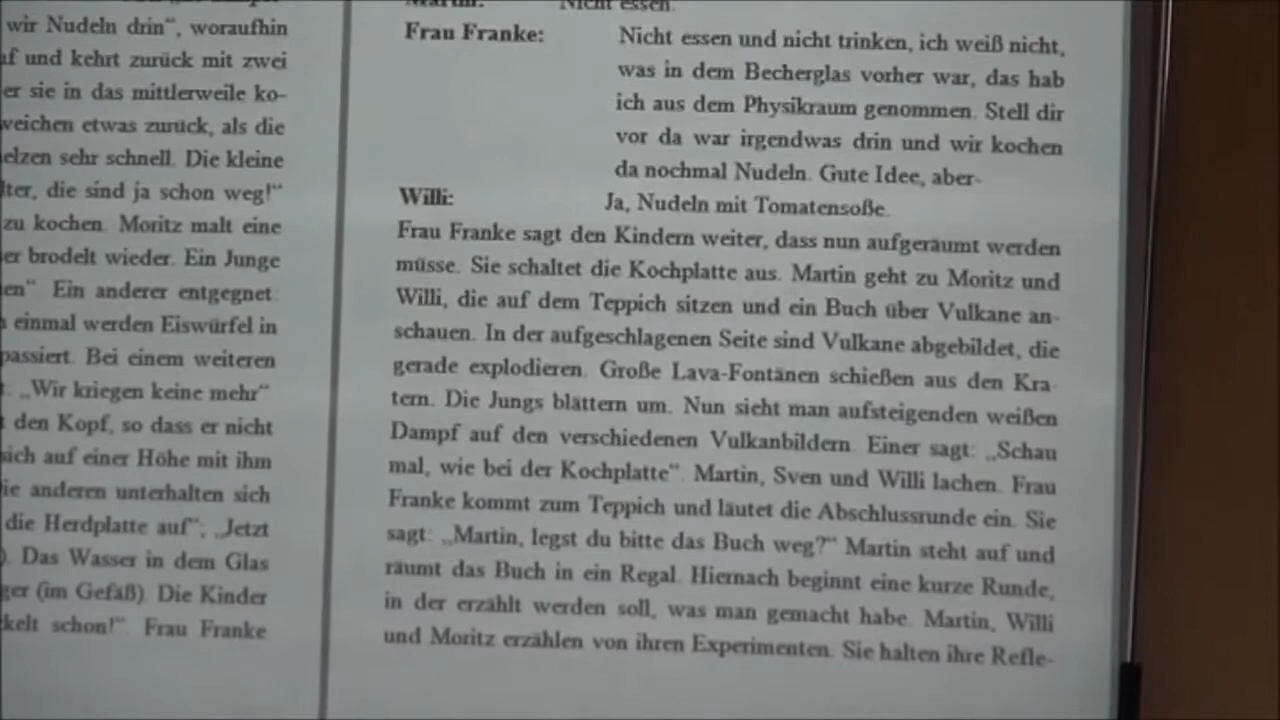 wir Nudeln drin“, woraufhin
und kehrt zurück mit zwei
er sie in das mittlerweile ko-
weichen etwas zurück, als die
elzen sehr schnell. Die kleine
lter, die sind ja schon weg!“
zu kochen. Moritz malt eine
er brodelt wieder. Ein Junge
en“. Ein anderer entgegnet:
einmal werden Eiswürfel in
passiert. Bei einem weiteren
„Wir kriegen keine mehr“
den Kopf, so dass er nicht
sich auf einer Höhe mit ihm
ie anderen unterhalten sich
die Herdplatte auf“; „Jetzt
). Das Wasser in dem Glas
ger (im Gefäß). Die Kinder
kelt schon!“ Frau Franke
Martin: Nicht essen.
Frau Franke: Nicht essen und nicht trinken, ich weiß nicht,
was in dem Becherglas vorher war, das hab
ich aus dem Physikraum genommen. Stell dir
vor da war irgendwas drin und wir kochen
da nochmal Nudeln. Gute Idee, aber-
Willi: Ja, Nudeln mit Tomatensoße.
Frau Franke sagt den Kindern weiter, dass nun aufgeräumt werden
müsse. Sie schaltet die Kochplatte aus. Martin geht zu Moritz und
Willi, die auf dem Teppich sitzen und ein Buch über Vulkane an-
schauen. In der aufgeschlagenen Seite sind Vulkane abgebildet, die
gerade explodieren. Große Lava-Fontänen schießen aus den Kra-
tern. Die Jungs blättern um. Nun sieht man aufsteigenden weißen
Dampf auf den verschiedenen Vulkanbildern. Einer sagt: „Schau
mal, wie bei der Kochplatte“. Martin, Sven und Willi lachen. Frau
Franke kommt zum Teppich und läutet die Abschlussrunde ein. Sie
sagt: „Martin, legst du bitte das Buch weg?“ Martin steht auf und
räumt das Buch in ein Regal. Hiernach beginnt eine kurze Runde,
in der erzählt werden soll, was man gemacht habe. Martin, Willi
und Moritz erzählen von ihren Experimenten. Sie halten ihre Refle-